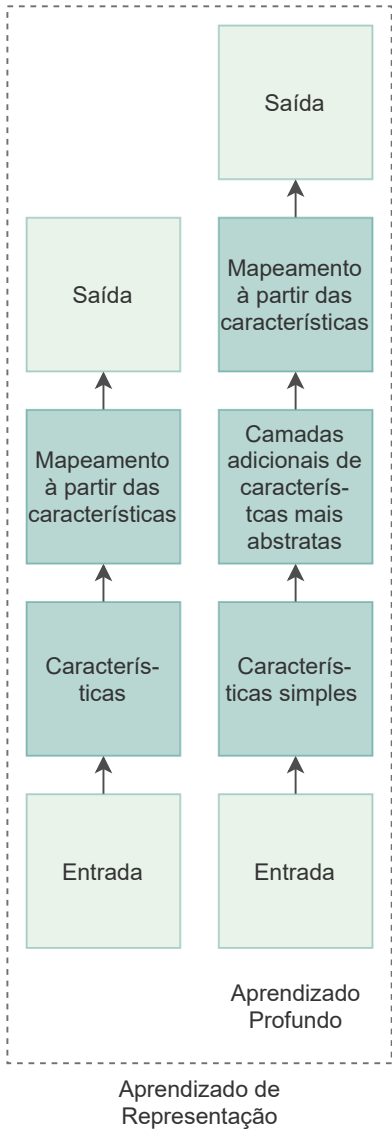 Saída
Mapeamento
à partir das
características
Caracterís-
ticas
Entrada
Saída
Mapeamento
à partir das
características
Camadas
adicionais de
caracterís-
tcas mais
abstratas
Caracterís-
ticas simples
Entrada
Aprendizado
Profundo
Aprendizado de
Representação